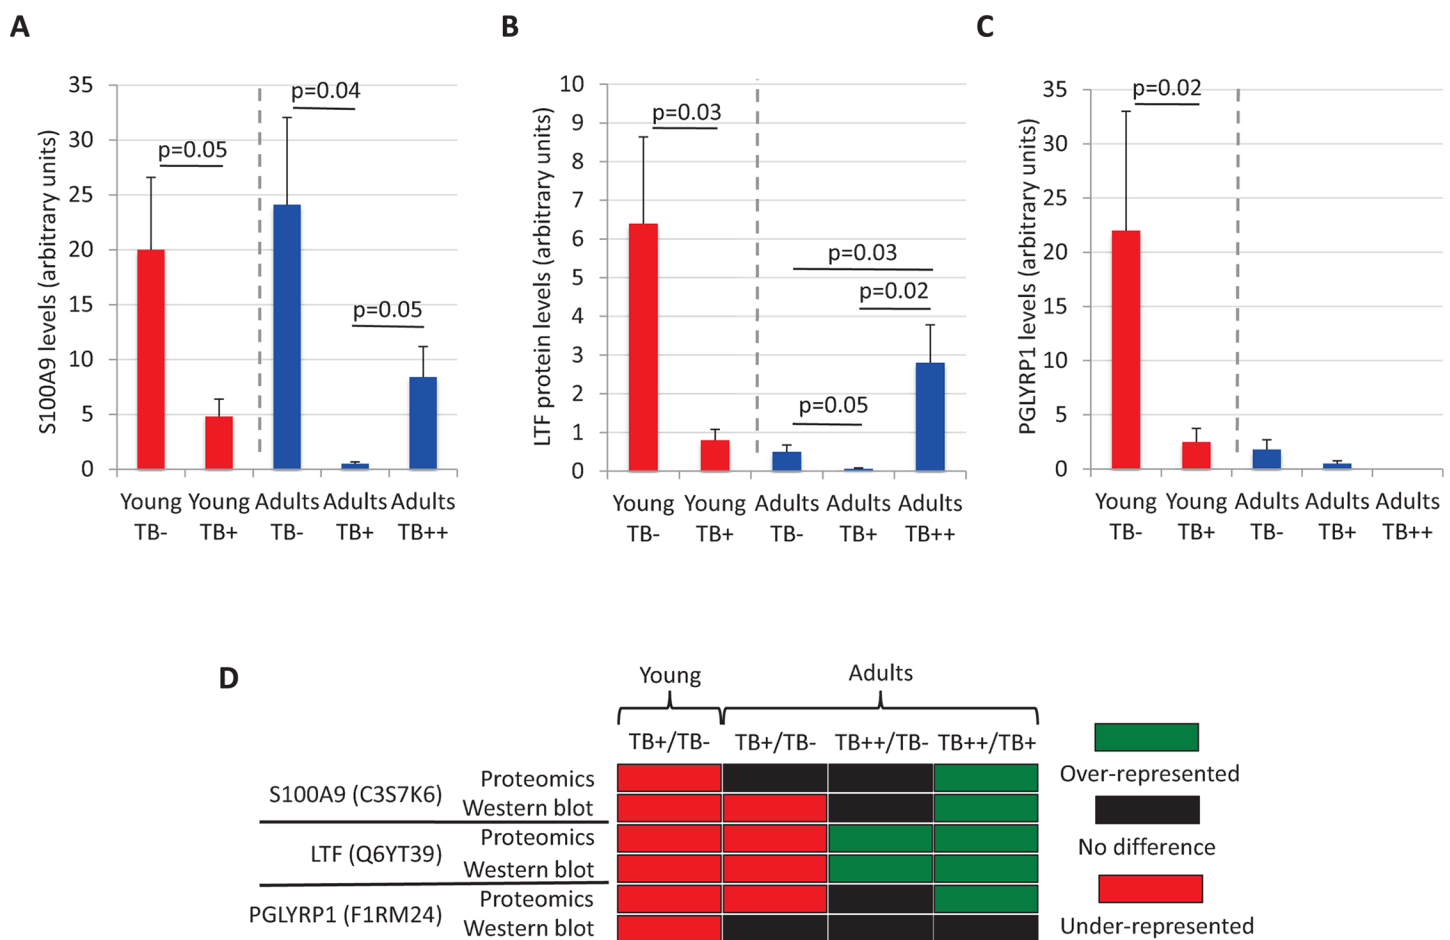 A
S100A9 levels (arbitrary units)
35
30
25
20
15
10
5
0
p=0.05
p=0.04
p=0.05
Young Young Adults Adults Adults
TB- TB+ TB- TB+ TB++
B
LTF protein levels (arbitrary units)
10
9
8
7
6
5
4
3
2
1
0
p=0.03
p=0.03
p=0.02
p=0.05
Young Young Adults Adults Adults
TB- TB+ TB- TB+ TB++
C
PGLYRP1 levels (arbitrary units)
35
30
25
20
15
10
5
0
p=0.02
Young Young Adults Adults Adults
TB- TB+ TB- TB+ TB++
D
Young Adults
TB+/TB- TB+/TB- TB++/TB- TB++/TB+
S100A9 (C3S7K6)
Proteomics
Western blot
LTF (Q6YT39)
Proteomics
Western blot
PGLYRP1 (F1RM24)
Proteomics
Western blot
Over-represented
No difference
Under-represented